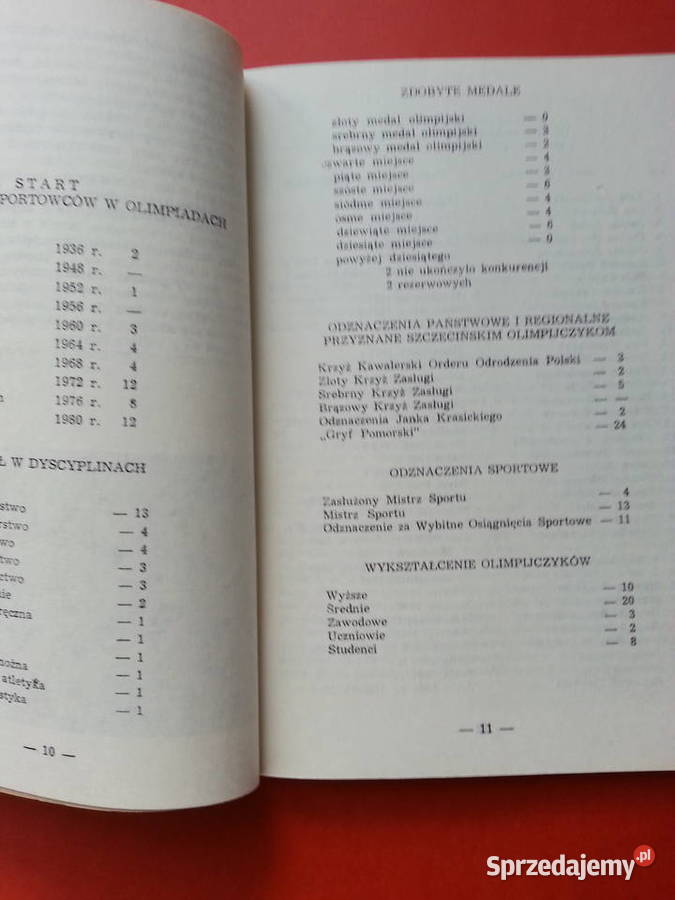 START
PORTOWCÓW W OLIMPIADACH
1936 r. 2
1948 r. —
1952 r. 1
1956 r. —
1960 r. 3
1964 r. 4
1968 r. 4
1972 r. 12
1976 r. 8
1980 r. 12
Ł W DYSCYPLINACH
stwo — 13
rstwo — 4
wo — 4
ctwo — 3
ctwo — 3
kie — 2
ręczna — 1
— 1
nożna — 1
atletyka — 1
styka — 1
— 10 —
ZDOBYTE MEDALE
złoty medal olimpijski — 0
srebrny medal olimpijski
brązowy medal olimpijski — 2
czwarte miejsce — 4
piąte miejsce
szóste miejsce — 6
siódme miejsce — 4
ósme miejsce — 4
dziewiąte miejsce — 6
dziesiąte miejsce — 0
powyżej dziesiątego
2 nie ukończyło konkurencji
2 rezerwowych
ODZNACZENIA PAŃSTWOWE I REGIONALNE
PRZYZNANE SZCZECIŃSKIM OLIMPIJCZYKOM
Krzyż Kawalerski Orderu Odrodzenia Polski — 3
Złoty Krzyż Zasługi — 2
Srebrny Krzyż Zasługi — 5
Brązowy Krzyż Zasługi — —
Odznaczenia Janka Krasickiego — 2
„Gryf Pomorski" — 24
ODZNACZENIA SPORTOWE
Zasłużony Mistrz Sportu — 4
Mistrz Sportu — 13
Odznaczenie za Wybitne Osiągnięcia Sportowe — 11
WYKSZTAŁCENIE OLIMPIJCZYKÓW
Wyższe — 10
Średnie — 20
Zawodowe — 3
Uczniowie — 2
Studenci — 8
— 11 —
Sprzedajemy.pl